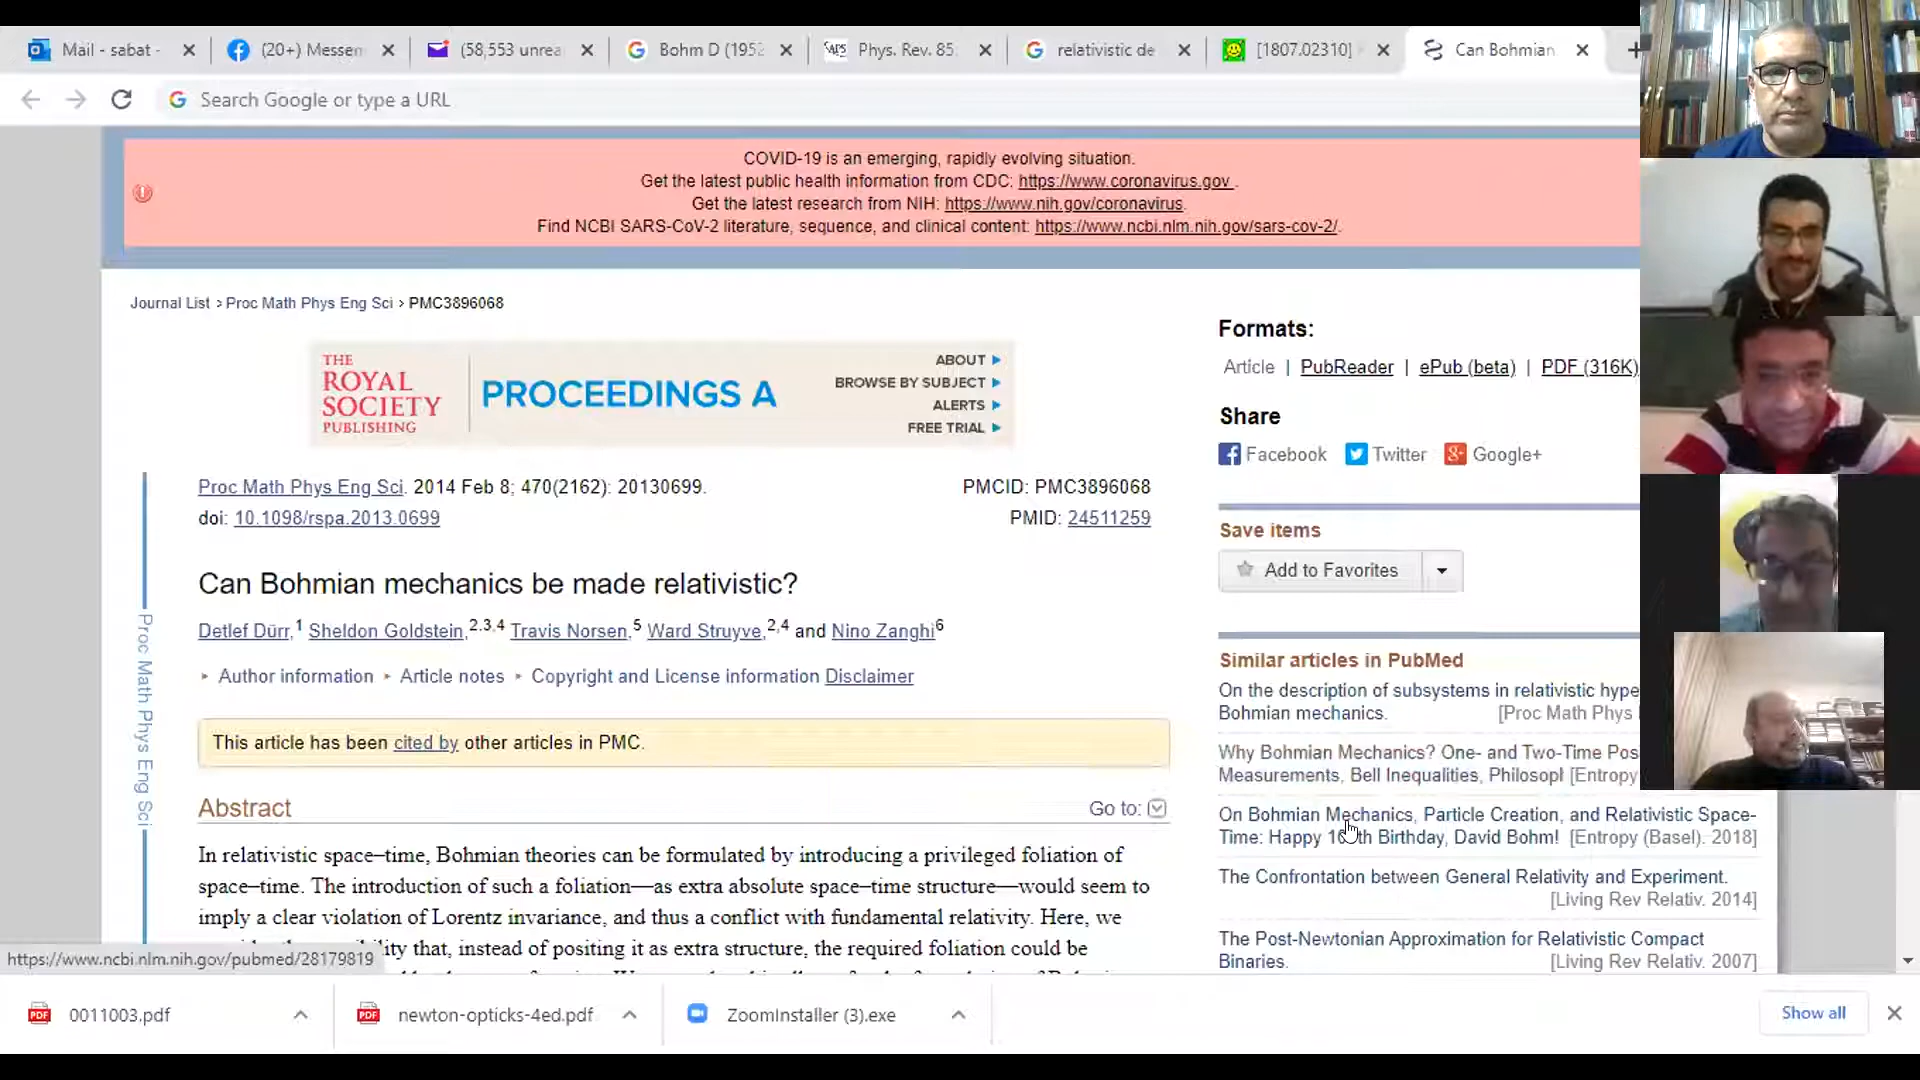 Mail - sabat -
(20+) Messen
(58,553 unrea
Bohm D (1952
Phys. Rev. 85
relativistic de
[1807.02310]
Can Bohmian
Search Google or type a URL
COVID-19 is an emerging, rapidly evolving situation.
Get the latest public health information from CDC: https://www.coronavirus.gov .
Get the latest research from NIH: https://www.nih.gov/coronavirus.
Find NCBI SARS-CoV-2 literature, sequence, and clinical content: https://www.ncbi.nlm.nih.gov/sars-cov-2/.
Journal List > Proc Math Phys Eng Sci > PMC3896068
THE
ROYAL
SOCIETY
PUBLISHING
PROCEEDINGS A
ABOUT
BROWSE BY SUBJECT
ALERTS
FREE TRIAL
Proc Math Phys Eng Sci. 2014 Feb 8; 470(2162): 20130699.
doi: 10.1098/rspa.2013.0699
PMCID: PMC3896068
PMID: 24511259
Can Bohmian mechanics be made relativistic?
Detlef Dürr,1 Sheldon Goldstein,2,3,4 Travis Norsen,5 Ward Struyve,2,4 and Nino Zanghì6
Author information Article notes Copyright and License information Disclaimer
This article has been cited by other articles in PMC.
Abstract
Go to:
In relativistic space–time, Bohmian theories can be formulated by introducing a privileged foliation of
space–time. The introduction of such a foliation—as extra absolute space–time structure—would seem to
imply a clear violation of Lorentz invariance, and thus a conflict with fundamental relativity. Here, we
that, instead of positing it as extra structure, the required foliation could be
Proc Math Phys Eng Sci
Proc Math Phys Eng Sci
Formats:
Article | PubReader | ePub (beta) | PDF (316K)
Share
Facebook Twitter Google+
Save items
Add to Favorites
Similar articles in PubMed
On the description of subsystems in relativistic hype
Bohmian mechanics. [Proc Math Phys
Why Bohmian Mechanics? One- and Two-Time Pos
Measurements, Bell Inequalities, Philosopl [Entropy
On Bohmian Mechanics, Particle Creation, and Relativistic Space-
Time: Happy 100th Birthday, David Bohm! [Entropy (Basel). 2018]
The Confrontation between General Relativity and Experiment.
[Living Rev Relativ. 2014]
The Post-Newtonian Approximation for Relativistic Compact
Binaries. [Living Rev Relativ. 2007]
https://www.ncbi.nlm.nih.gov/pubmed/28179819
0011003.pdf
newton-opticks-4ed.pdf
ZoomInstaller (3).exe
Show all